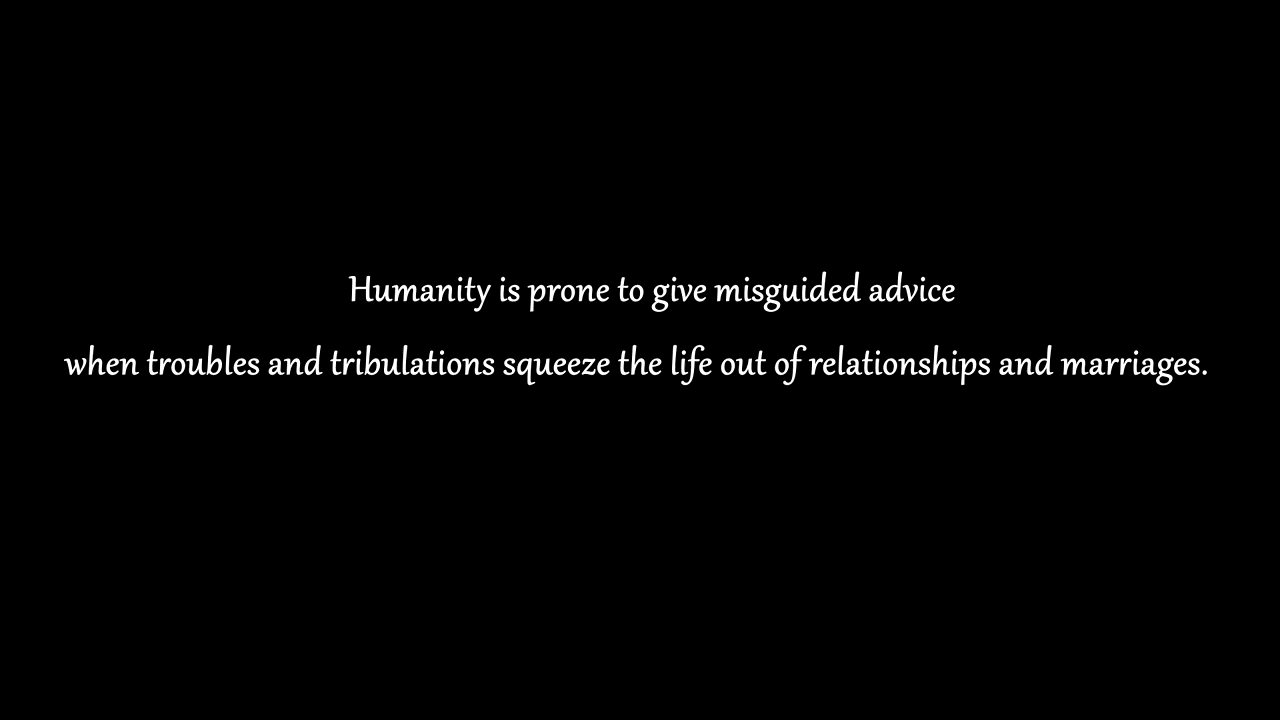 Humanity is prone to give misguided advice
when troubles and tribulations squeeze the life out of relationships and marriages.